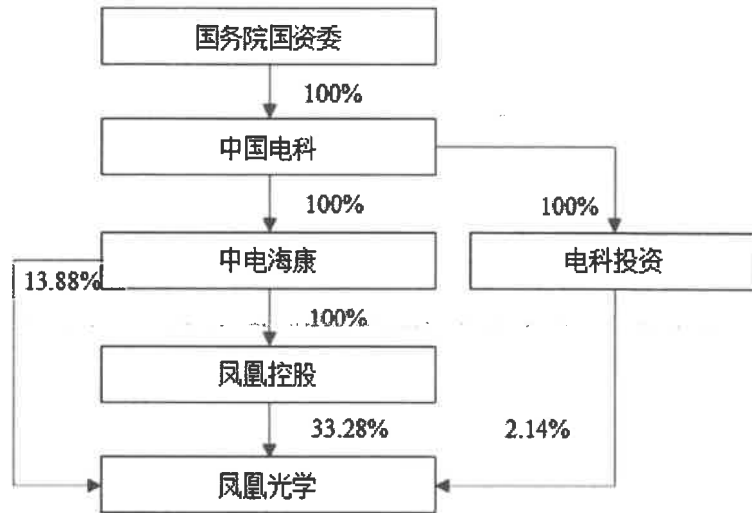 国务院国资委
100%
中国电科
100%
100%
中电海康
电科投资
13.88%
100%
凤凰控股
33.28%
2.14%
凤凰光学